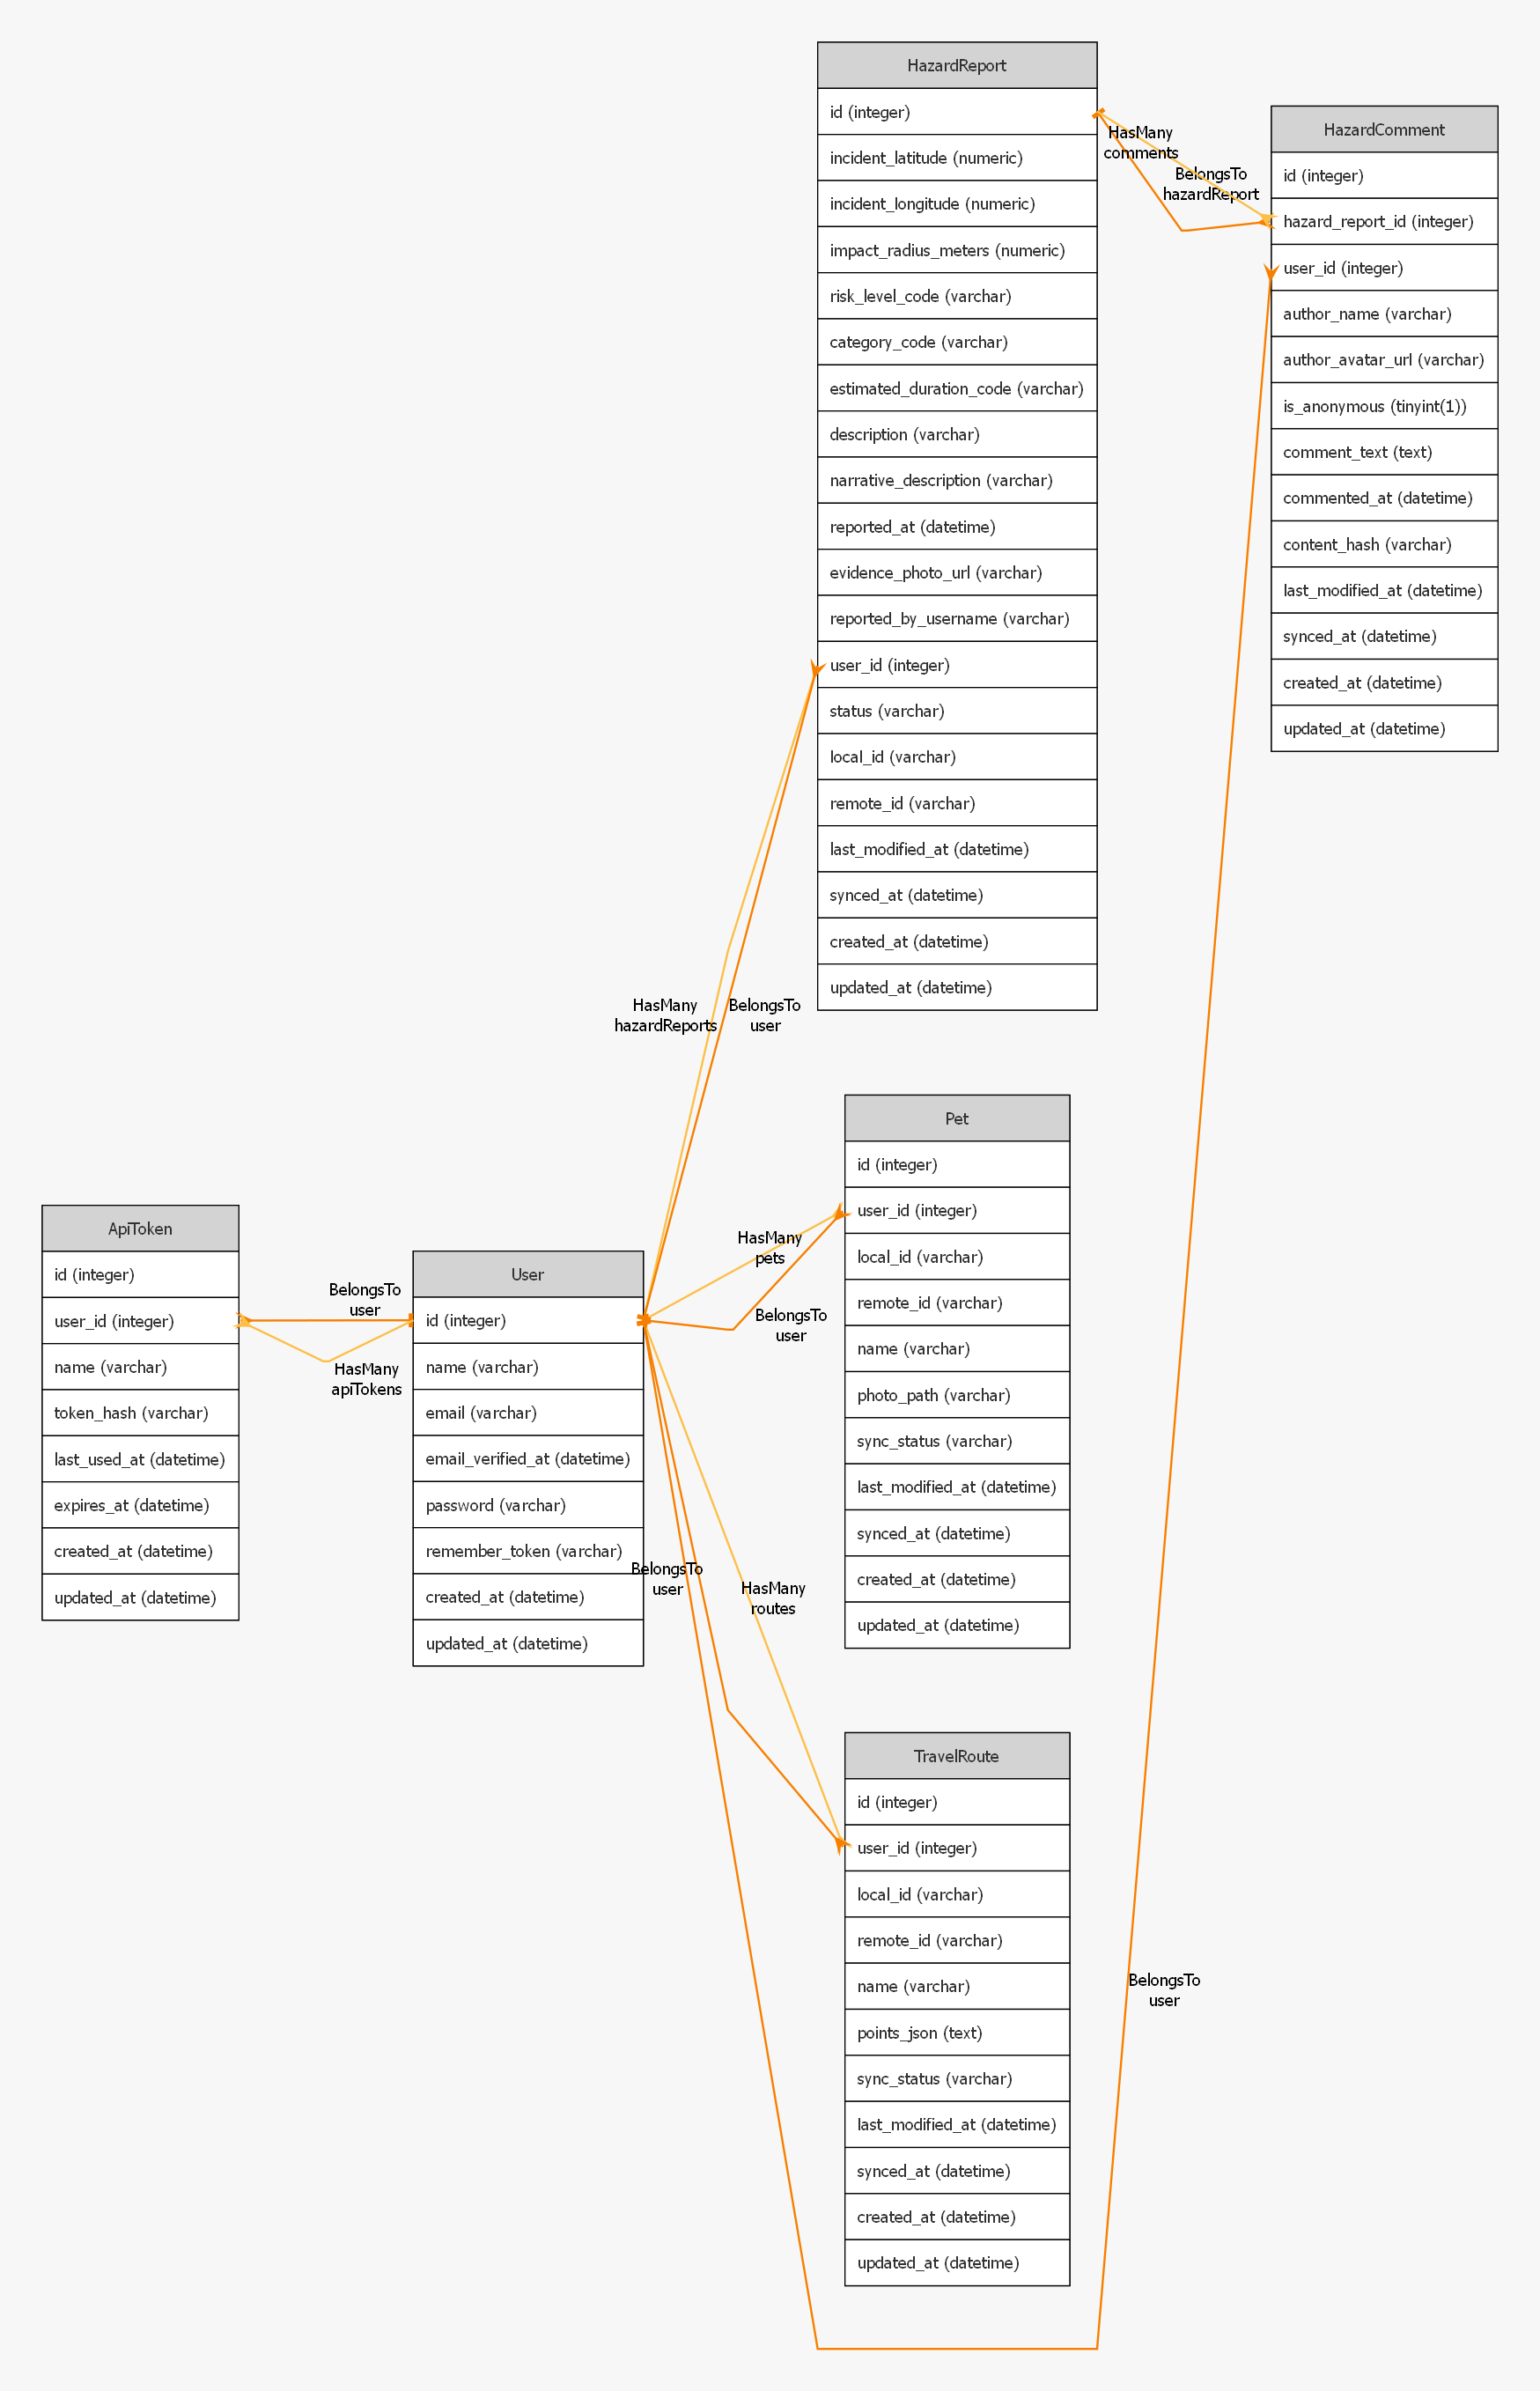 HazardReport
id (integer)
incident_latitude (numeric)
incident_longitude (numeric)
impact_radius_meters (numeric)
risk_level_code (varchar)
category_code (varchar)
estimated_duration_code (varchar)
description (varchar)
narrative_description (varchar)
reported_at (datetime)
evidence_photo_url (varchar)
reported_by_username (varchar)
user_id (integer)
status (varchar)
local_id (varchar)
remote_id (varchar)
last_modified_at (datetime)
synced_at (datetime)
created_at (datetime)
updated_at (datetime)
HasMany
comments
BelongsTo
hazardReport
HazardComment
id (integer)
hazard_report_id (integer)
user_id (integer)
author_name (varchar)
author_avatar_url (varchar)
is_anonymous (tinyint(1))
comment_text (text)
commented_at (datetime)
content_hash (varchar)
last_modified_at (datetime)
synced_at (datetime)
created_at (datetime)
updated_at (datetime)
HasMany
hazardReports
BelongsTo
user
ApiToken
id (integer)
user_id (integer)
name (varchar)
token_hash (varchar)
last_used_at (datetime)
expires_at (datetime)
created_at (datetime)
updated_at (datetime)
BelongsTo
user
HasMany
apiTokens
User
id (integer)
name (varchar)
email (varchar)
email_verified_at (datetime)
password (varchar)
remember_token (varchar)
created_at (datetime)
updated_at (datetime)
HasMany
pets
BelongsTo
user
Pet
id (integer)
user_id (integer)
local_id (varchar)
remote_id (varchar)
name (varchar)
photo_path (varchar)
sync_status (varchar)
last_modified_at (datetime)
synced_at (datetime)
created_at (datetime)
updated_at (datetime)
BelongsTo
user
HasMany
routes
TravelRoute
id (integer)
user_id (integer)
local_id (varchar)
remote_id (varchar)
name (varchar)
points_json (text)
sync_status (varchar)
last_modified_at (datetime)
synced_at (datetime)
created_at (datetime)
updated_at (datetime)
BelongsTo
user